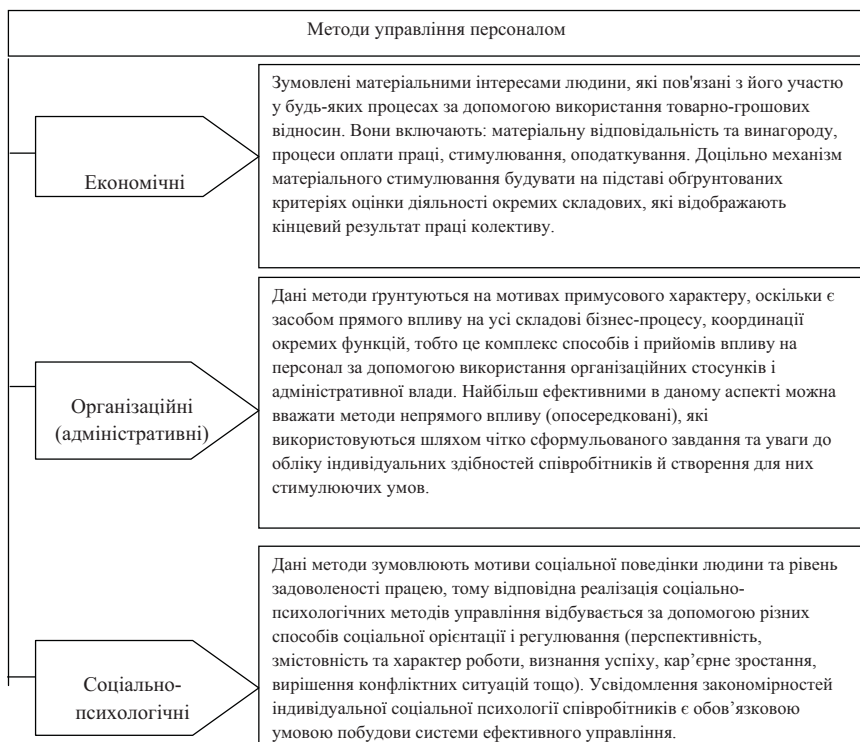 Методи управління персоналом
Економічні
Зумовлені матеріальними інтересами людини, які пов'язані з його участю
у будь-яких процесах за допомогою використання товарно-грошових
відносин. Вони включають: матеріальну відповідальність та винагороду,
процеси оплати праці, стимулювання, оподаткування. Доцільно механізм
матеріального стимулювання будувати на підставі обґрунтованих
критеріях оцінки діяльності окремих складових, які відображають
кінцевий результат праці колективу.
Організаційні
(адміністративні)
Дані методи ґрунтуються на мотивах примусового характеру, оскільки є
засобом прямого впливу на усі складові бізнес-процесу, координації
окремих функцій, тобто це комплекс способів і прийомів впливу на
персонал за допомогою використання організаційних стосунків і
адміністративної влади. Найбільш ефективними в даному аспекті можна
вважати методи непрямого впливу (опосередковані), які
використовуються шляхом чітко сформульованого завдання та уваги до
обліку індивідуальних здібностей співробітників й створення для них
стимулюючих умов.
Соціально-
психологічні
Дані методи зумовлюють мотиви соціальної поведінки людини та рівень
задоволеності працею, тому відповідна реалізація соціально-
психологічних методів управління відбувається за допомогою різних
способів соціальної орієнтації і регулювання (перспективність,
змістовність та характер роботи, визнання успіху, кар’єрне зростання,
вирішення конфліктних ситуацій тощо). Усвідомлення закономірностей
індивідуальної соціальної психології співробітників є обов’язковою
умовою побудови системи ефективного управління.